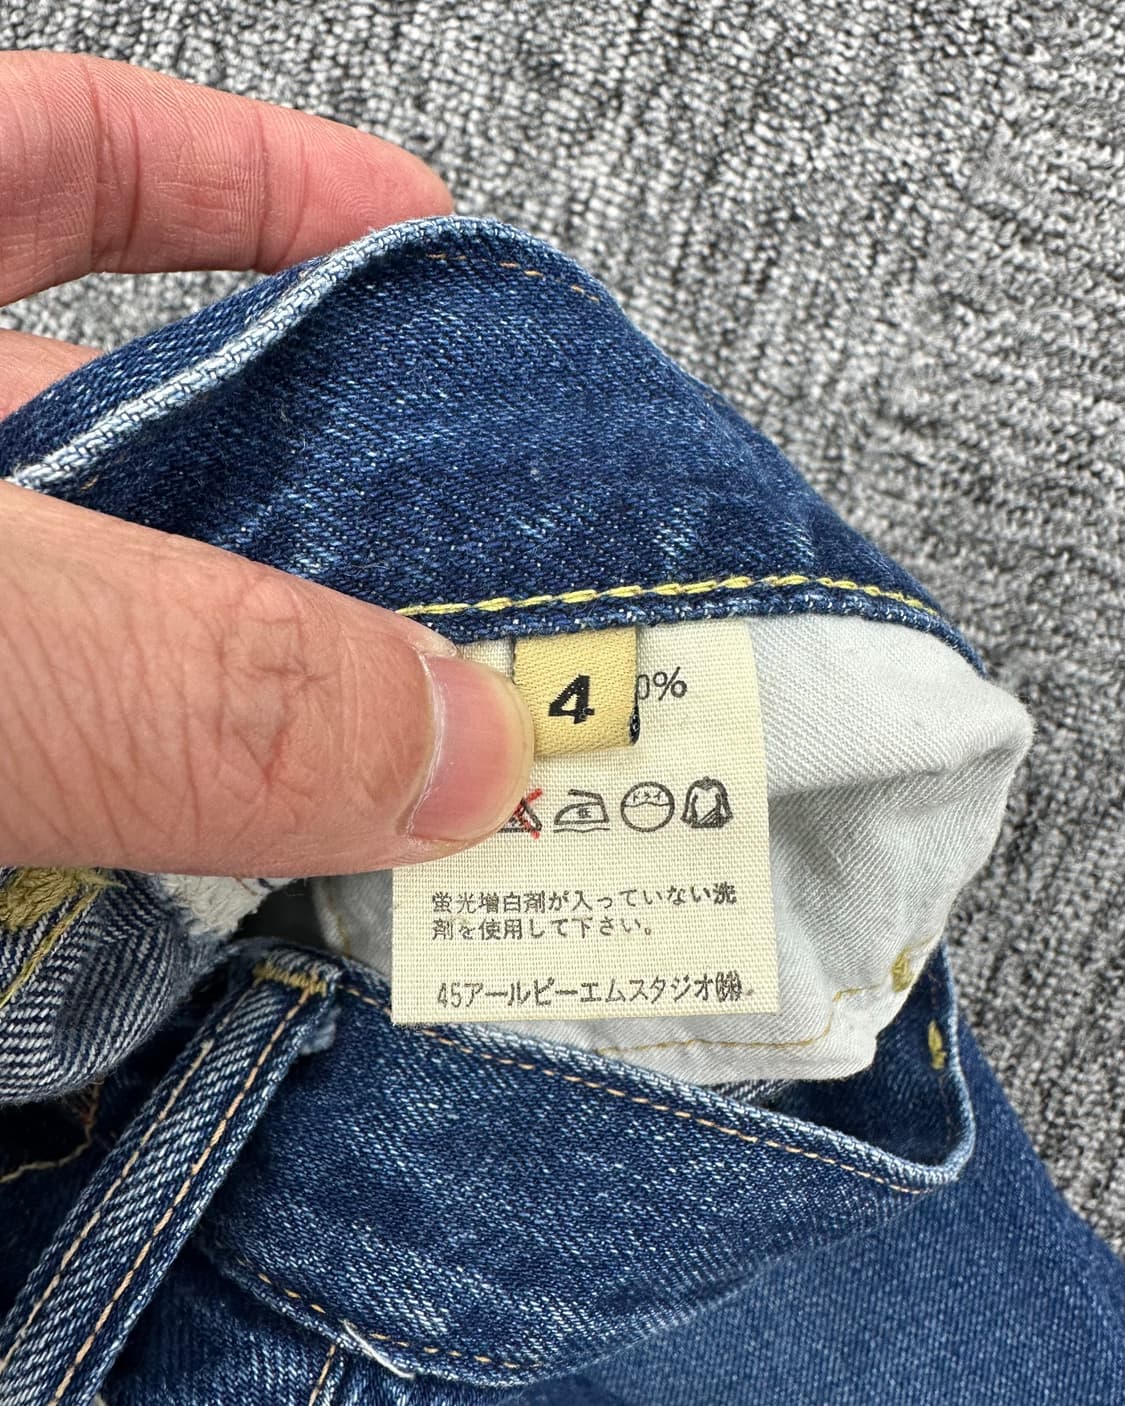 4
0%
蛍光増白剤が入っていない洗
剤を使用して下さい。
45アールピーエムスタジオ㈱